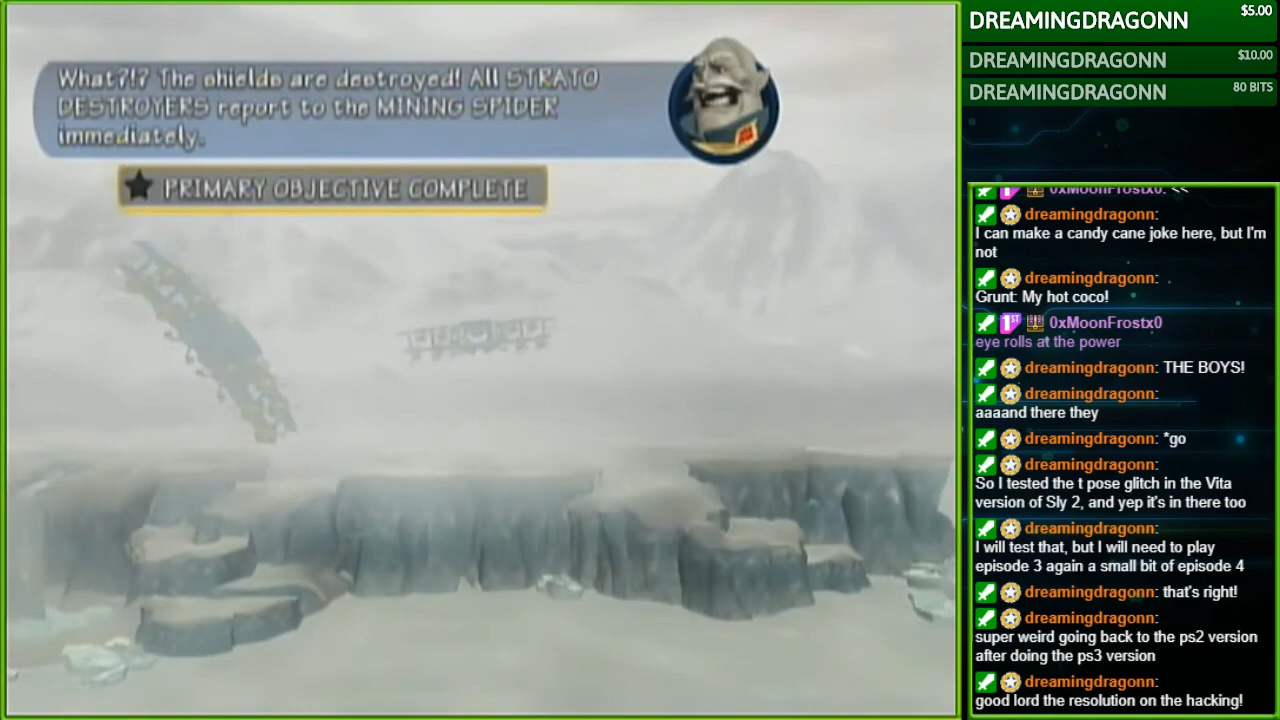 What?!? The shields are destroyed! All STRATO
DESTROYERS report to the MINING SPIDER
immediately.
PRIMARY OBJECTIVE COMPLETE
DREAMINGDRAGONN $5.00
DREAMINGDRAGONN $10.00
DREAMINGDRAGONN 80 BITS
0xMoonFrostx0: <<
dreamingdragonn:
I can make a candy cane joke here, but I'm
not
dreamingdragonn:
Grunt: My hot coco!
1ST 0xMoonFrostx0
eye rolls at the power
dreamingdragonn: THE BOYS!
dreamingdragonn:
aaaand there they
dreamingdragonn: *go
dreamingdragonn:
So I tested the t pose glitch in the Vita
version of Sly 2, and yep it's in there too
dreamingdragonn:
I will test that, but I will need to play
episode 3 again a small bit of episode 4
dreamingdragonn: that's right!
dreamingdragonn:
super weird going back to the ps2 version
after doing the ps3 version
dreamingdragonn:
good lord the resolution on the hacking!